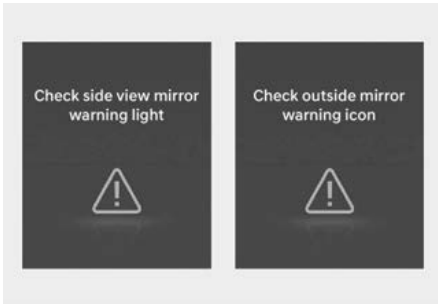 Check side view mirror
warning light
Check outside mirror
warning icon